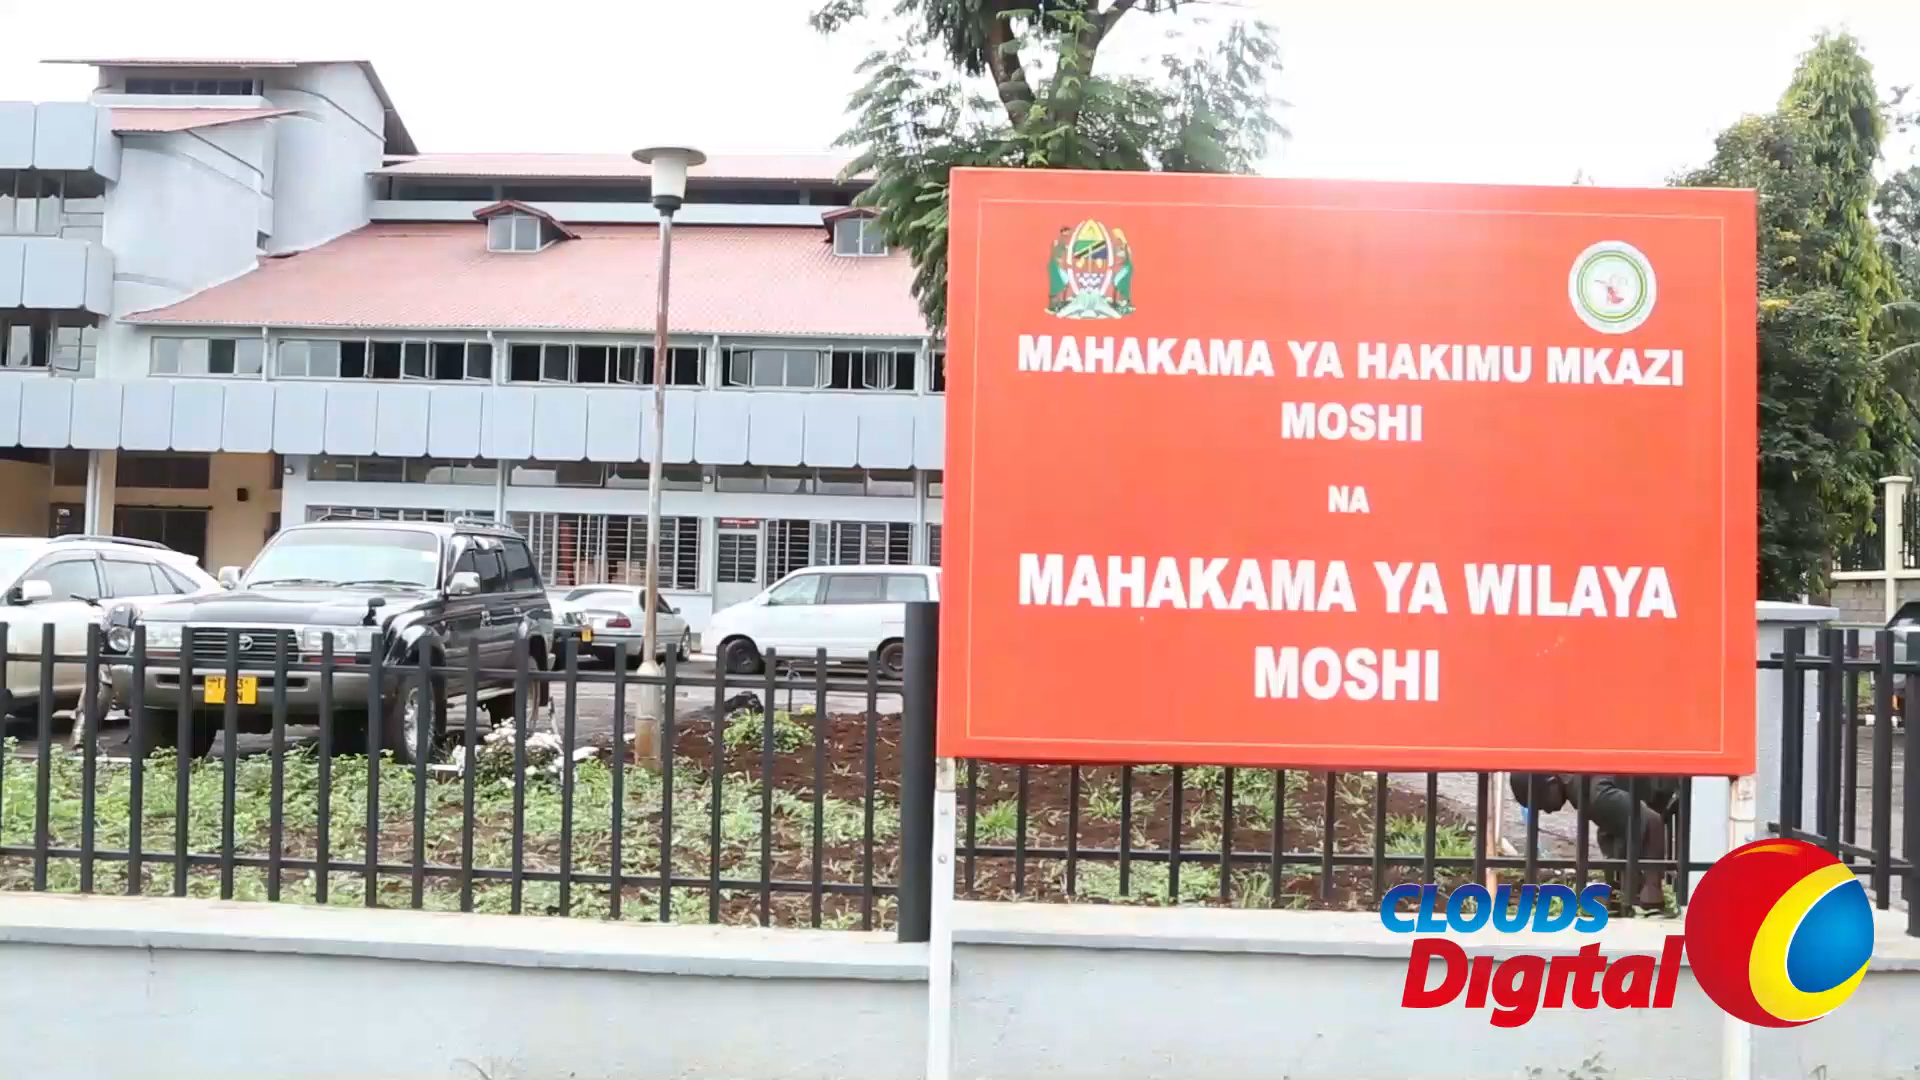 MAHAKAMA YA HAKIMU MKAZI
MOSHI
NA
MAHAKAMA YA WILAYA
MOSHI
CLOUDS
Digital